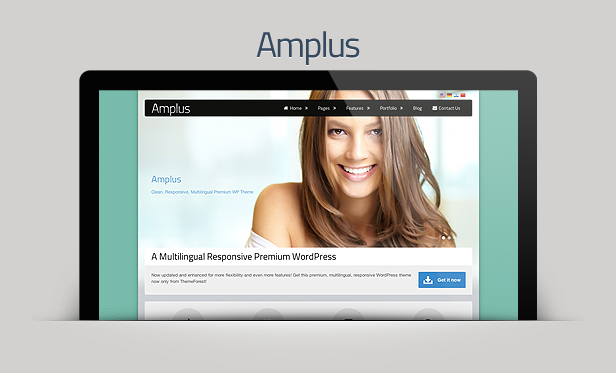 Amplus
Amplus
Home
Pages
Features
Portfolio
Blog
Contact Us
Amplus
Clean, Responsive, Multilingual Premium WP Theme
A Multilingual Responsive Premium WordPress
Now updated and enhanced for more flexibility and even more features! Get this premium, multilingual, responsive WordPress theme
now only from ThemeForest!
Get it now